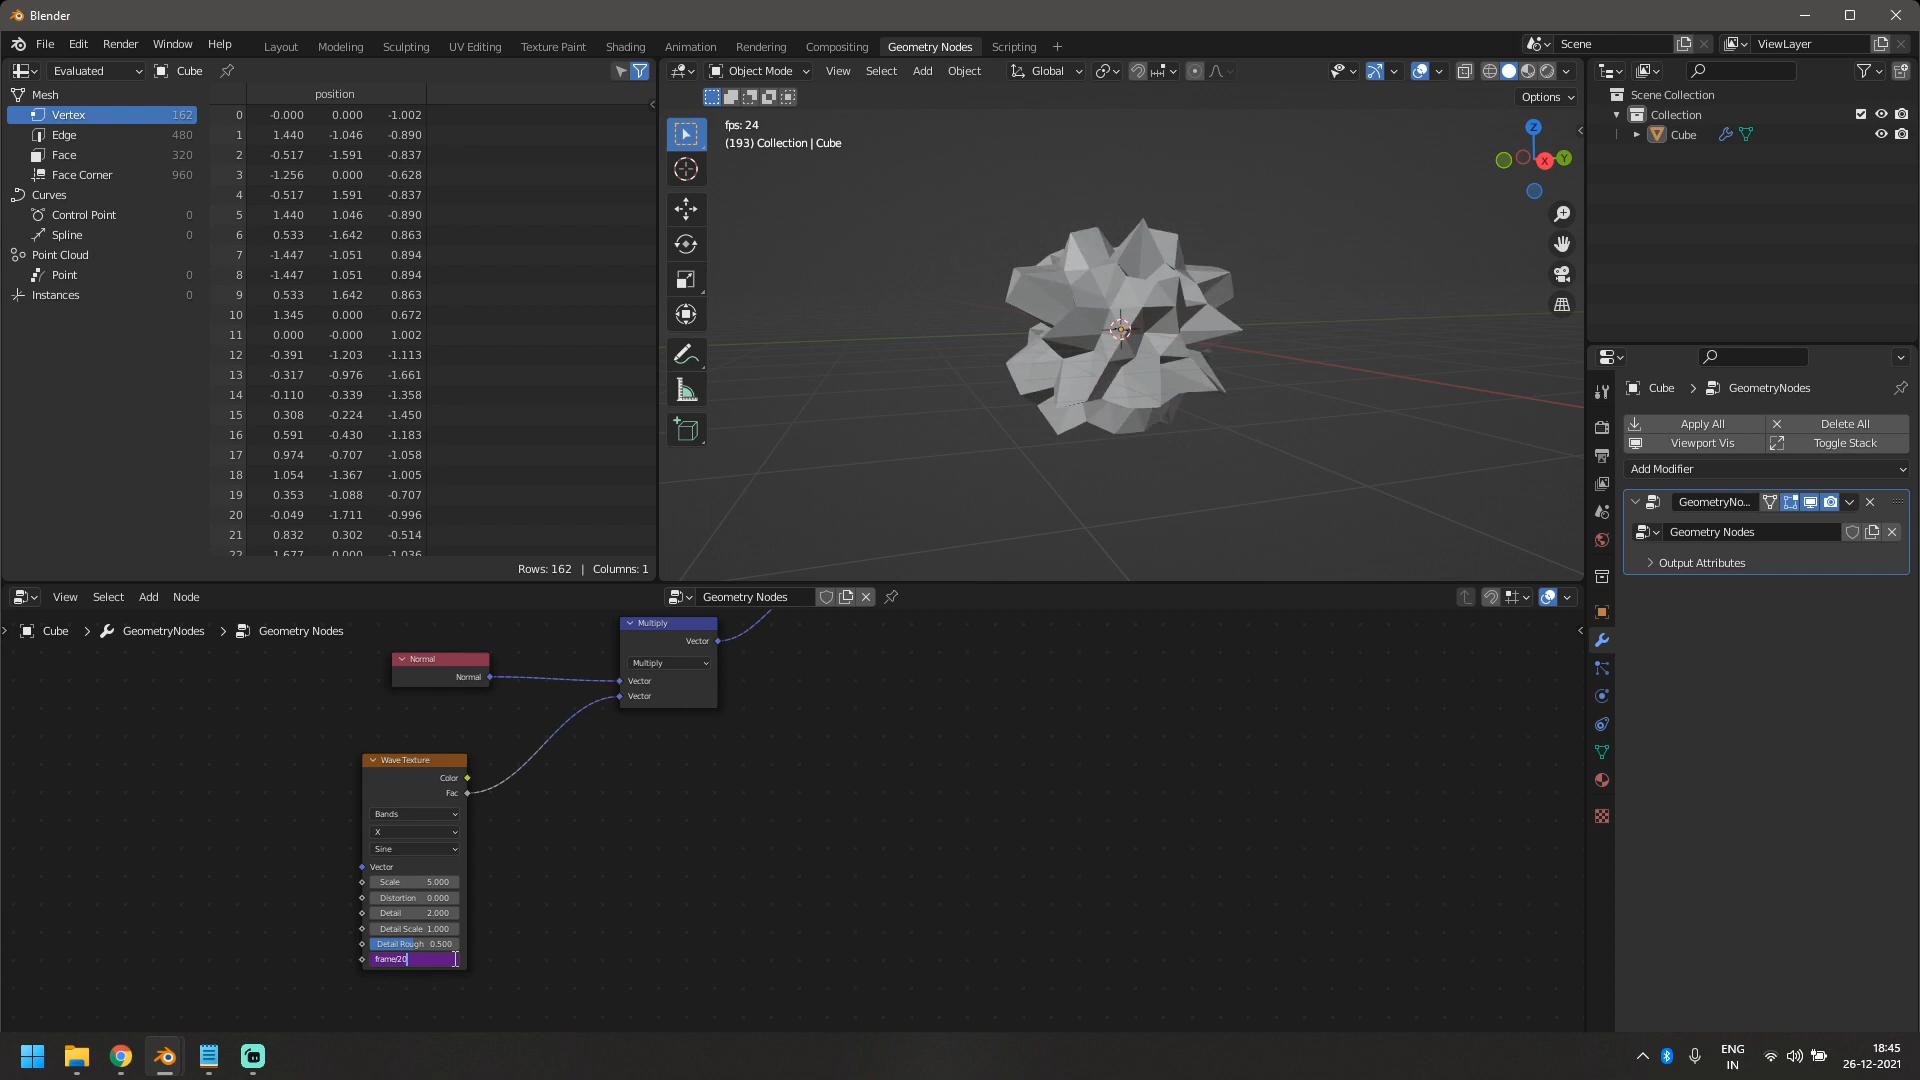 Blender
File Edit Render Window Help
Layout Modeling Sculpting UV Editing Texture Paint Shading Animation Rendering Compositing Geometry Nodes Scripting
Scene
ViewLayer
Evaluated
Cube
Mesh
Vertex 162
Edge 480
Face 320
Face Corner 960
Curves
Control Point 0
Spline 0
Point Cloud
Point 0
Instances 0
position
0 -0.000 0.000 -1.002
1 1.440 -1.046 -0.890
2 -0.517 -1.591 -0.837
3 -1.256 0.000 -0.628
4 -0.517 1.591 -0.837
5 1.440 1.046 -0.890
6 0.533 -1.642 0.863
7 -1.447 -1.051 0.894
8 -1.447 1.051 0.894
9 0.533 1.642 0.863
10 1.345 0.000 0.672
11 0.000 -0.000 1.002
12 -0.391 -1.203 -1.113
13 -0.317 -0.976 -1.661
14 -0.110 -0.339 -1.358
15 0.308 -0.224 -1.450
16 0.591 -0.430 -1.183
17 0.974 -0.707 -1.058
18 1.054 -1.367 -1.005
19 0.353 -1.088 -0.707
20 -0.049 -1.711 -0.996
21 0.832 0.302 -0.514
22 1.677 0.000 -1.036
Rows: 162 | Columns: 1
Object Mode View Select Add Object Global
Options
fps: 24
(193) Collection | Cube
Z
X
Y
Scene Collection
Collection
Cube
Cube GeometryNodes
Apply All Delete All
Viewport Vis Toggle Stack
Add Modifier
GeometryNo...
Geometry Nodes
Output Attributes
View Select Add Node
Geometry Nodes
Cube GeometryNodes Geometry Nodes
Multiply
Vector
Multiply
Vector
Vector
Normal
Normal
Wave Texture
Color
Fac
Bands
X
Sine
Vector
Scale 5.000
Distortion 0.000
Detail 2.000
Detail Scale 1.000
Detail Rough 0.500
frame/20
ENG
IN
18:45
26-12-2021